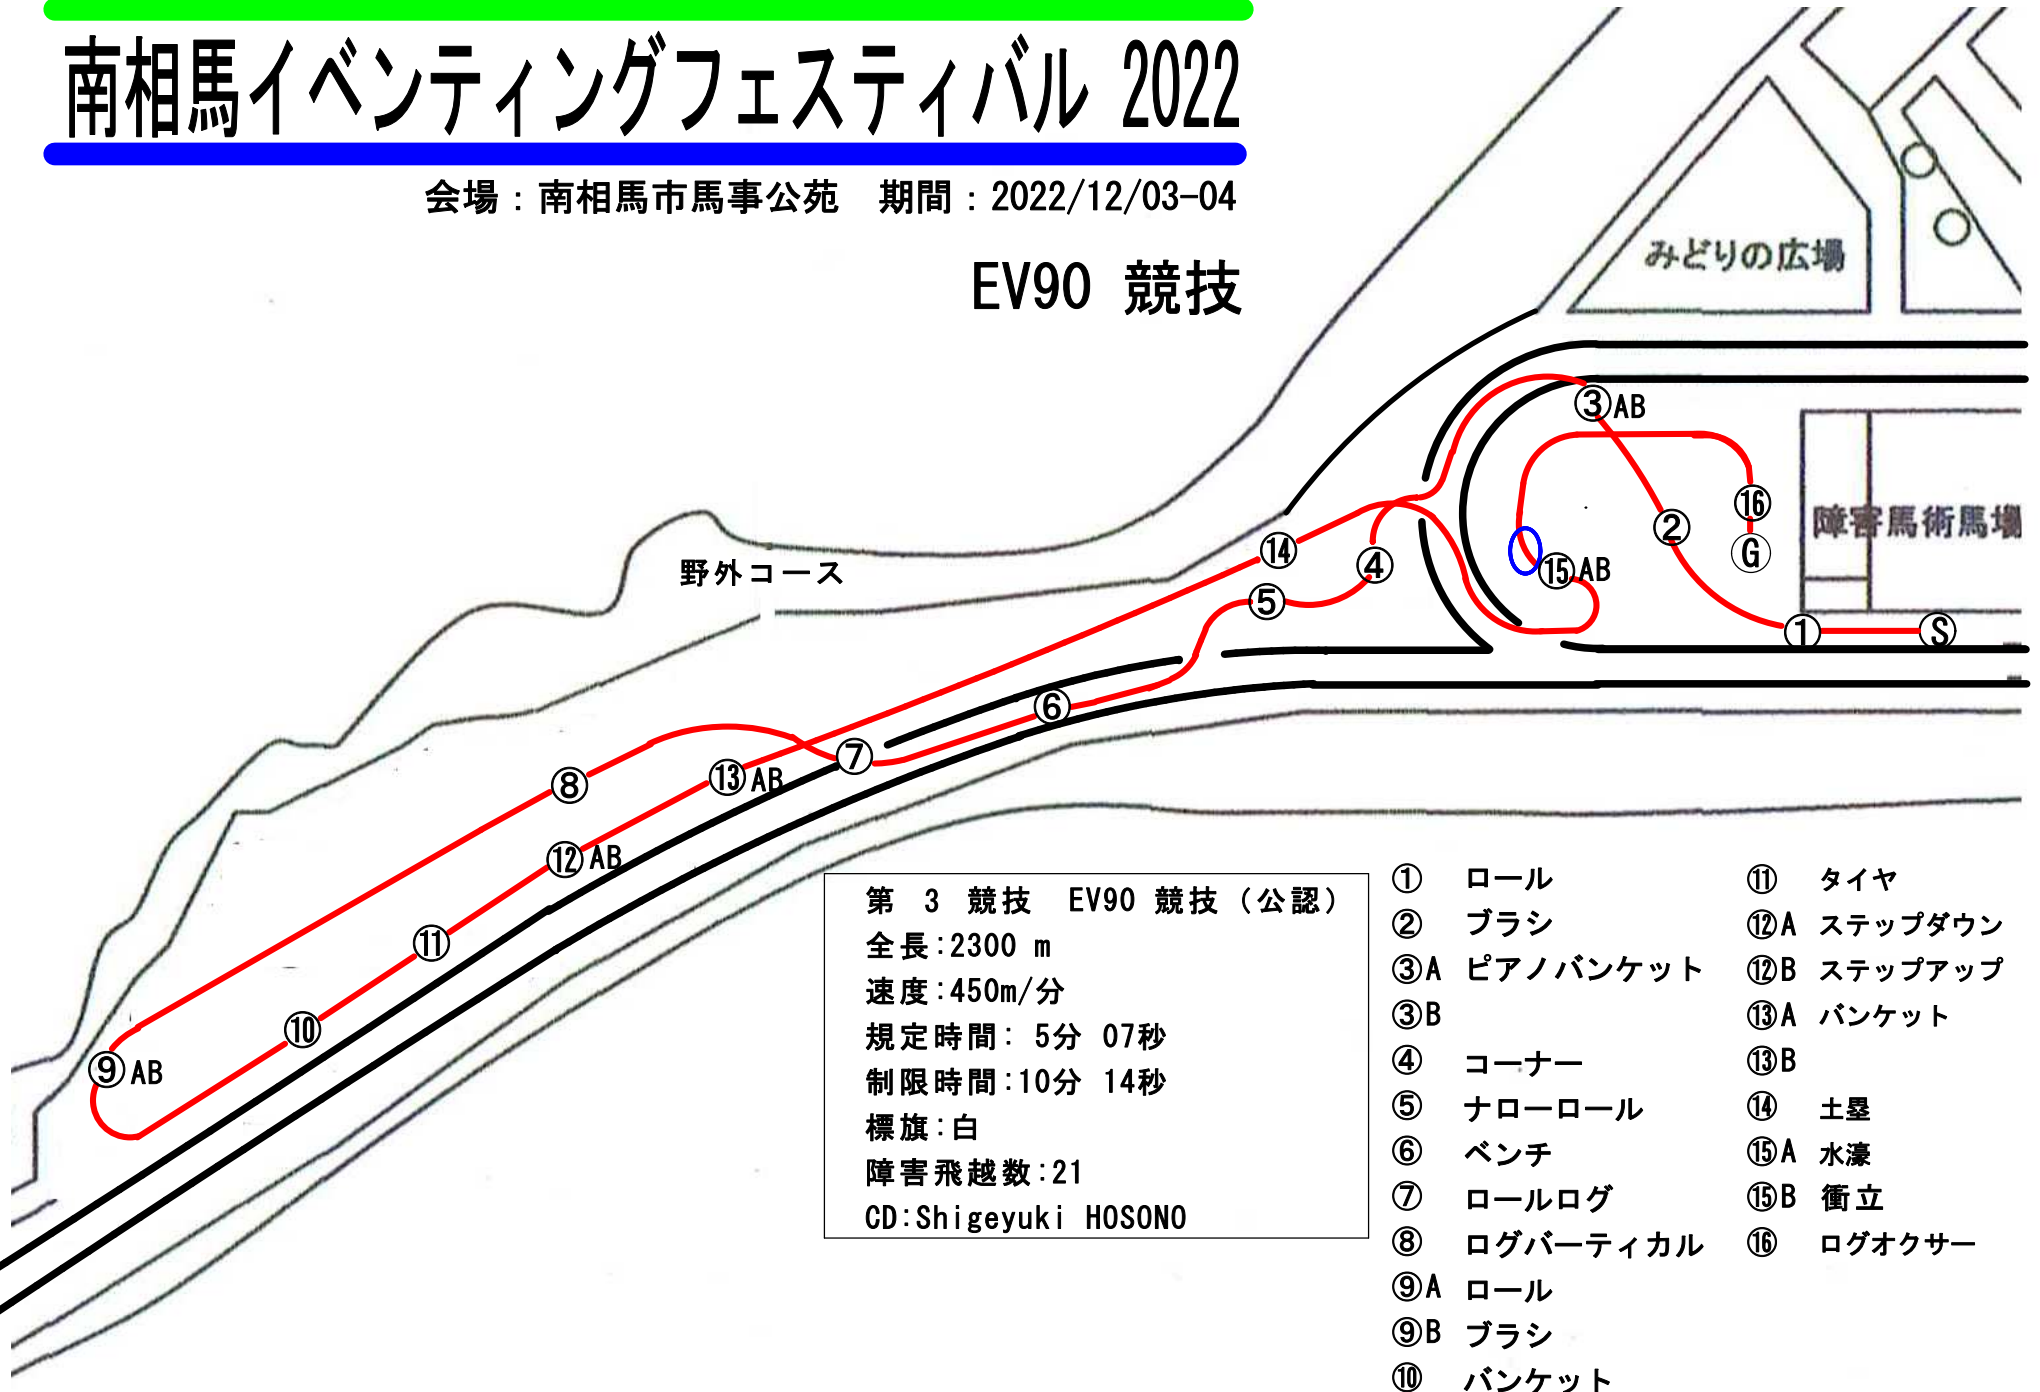 南相馬イベンティングフェスティバル 2022
会場：南相馬市馬事公苑　期間：2022/12/03-04
EV90 競技
みどりの広場
障害馬術馬場
野外コース
③AB
⑯
②
G
⑮AB
①
S
⑭
④
⑤
⑥
⑦
⑬AB
⑧
⑫AB
⑪
⑩
⑨AB
第 3 競技　EV90 競技（公認）
全長:2300 m
速度:450m/分
規定時間: 5分 07秒
制限時間:10分 14秒
標旗:白
障害飛越数:21
CD:Shigeyuki HOSONO
① ロール
② ブラシ
③A ピアノバンケット
③B
④ コーナー
⑤ ナローロール
⑥ ベンチ
⑦ ロールログ
⑧ ログバーティカル
⑨A ロール
⑨B ブラシ
⑩ バンケット
⑪ タイヤ
⑫A ステップダウン
⑫B ステップアップ
⑬A バンケット
⑬B
⑭ 土塁
⑮A 水濠
⑮B 衝立
⑯ ログオクサー